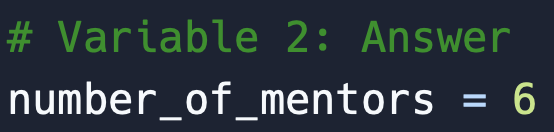 # Variable 2: Answer
number_of_mentors = 6